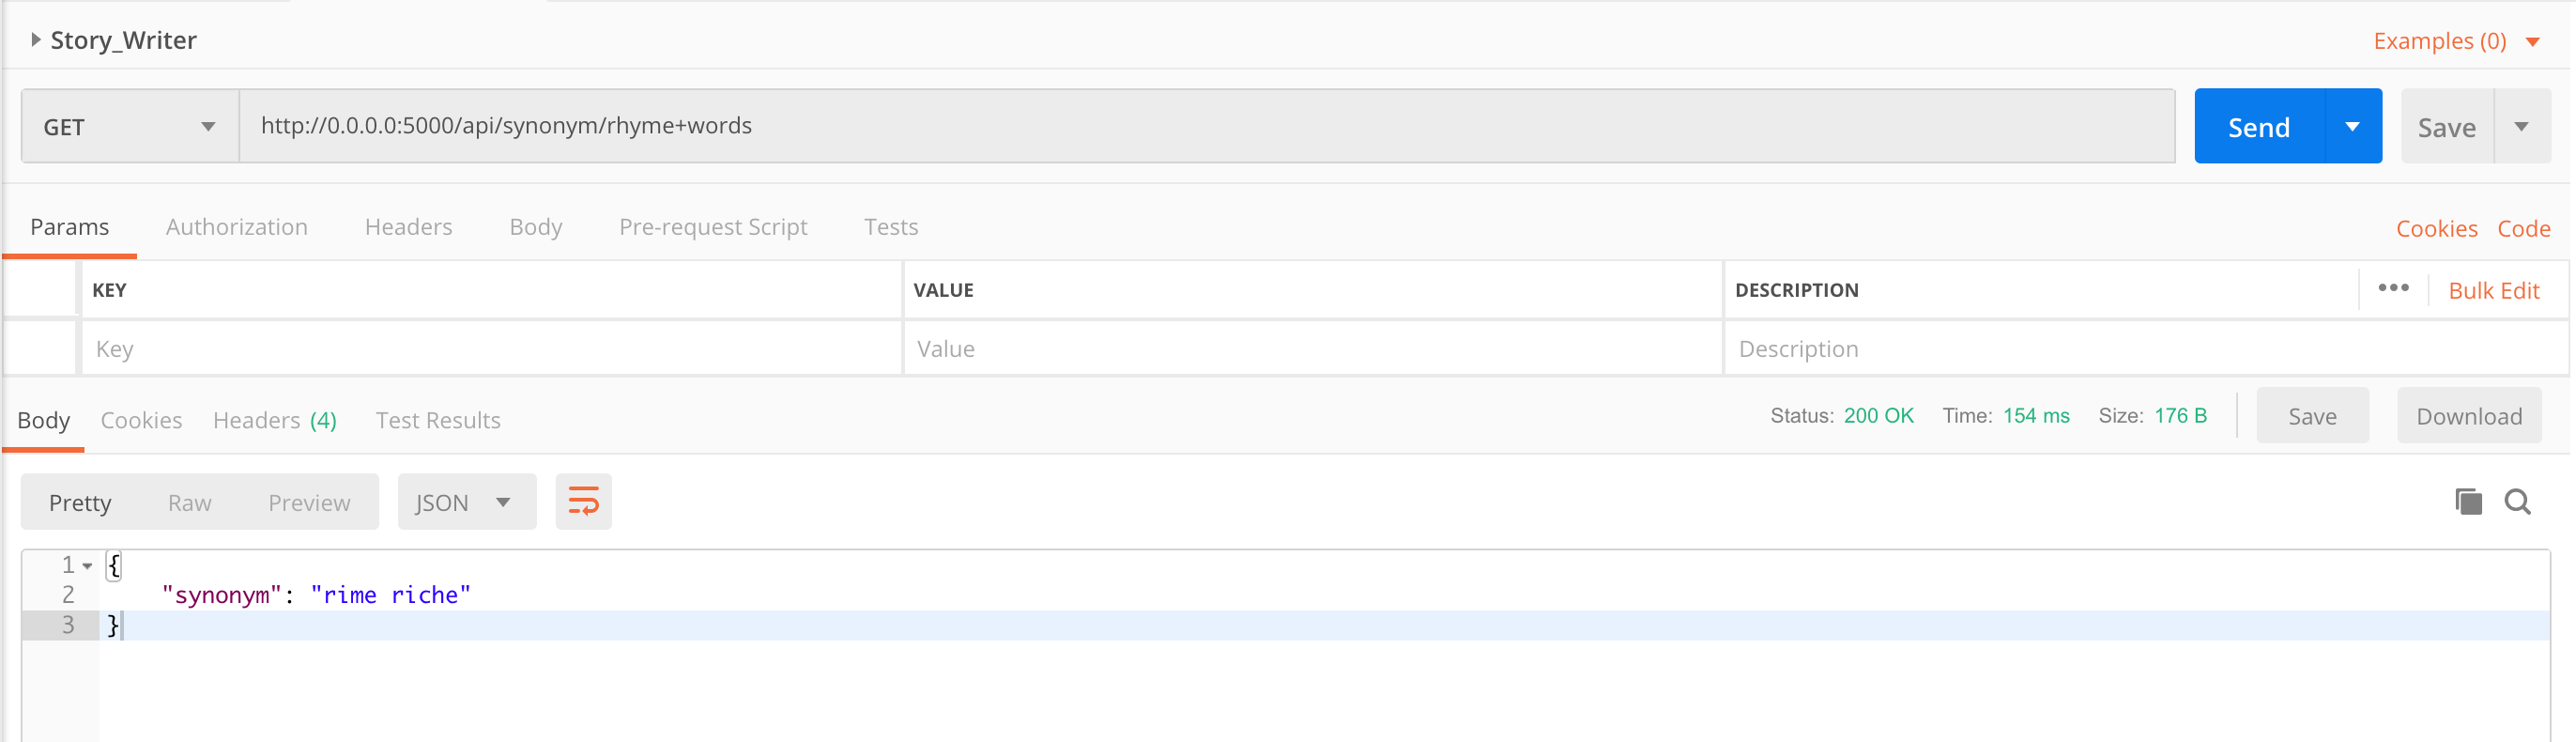 Story_Writer Examples (0)
GET http://0.0.0.0:5000/api/synonym/rhyme+words Send Save
Params Authorization Headers Body Pre-request Script Tests Cookies Code
KEY VALUE DESCRIPTION ••• Bulk Edit
Key Value Description
Body Cookies Headers (4) Test Results Status: 200 OK Time: 154 ms Size: 176 B Save Download
Pretty Raw Preview JSON
1 {
2 "synonym": "rime riche"
3 }